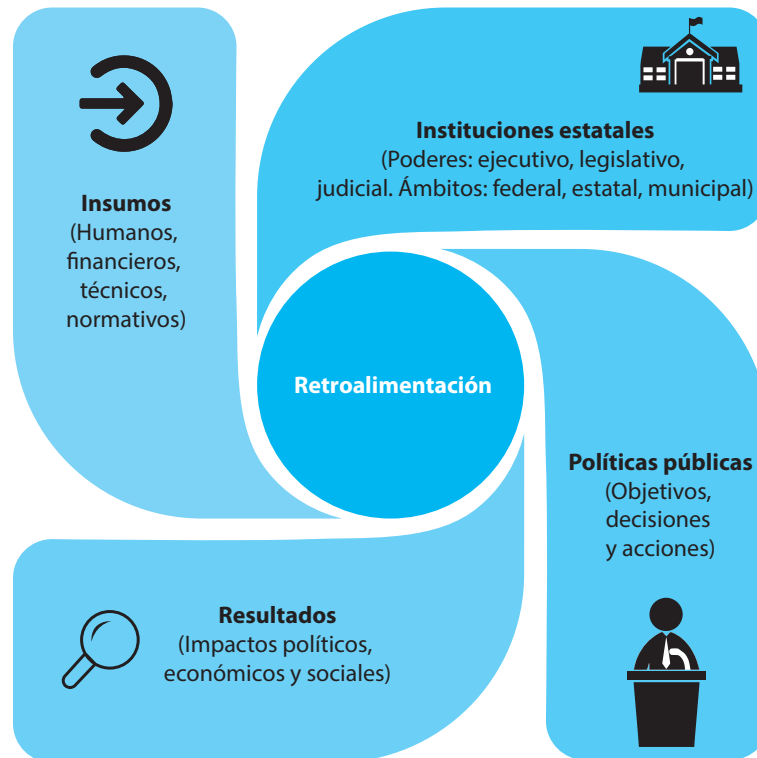 Insumos
(Humanos,
financieros,
técnicos,
normativos)
Instituciones estatales
(Poderes: ejecutivo, legislativo,
judicial. Ámbitos: federal, estatal, municipal)
Retroalimentación
Políticas públicas
(Objetivos,
decisiones
y acciones)
Resultados
(Impactos políticos,
económicos y sociales)